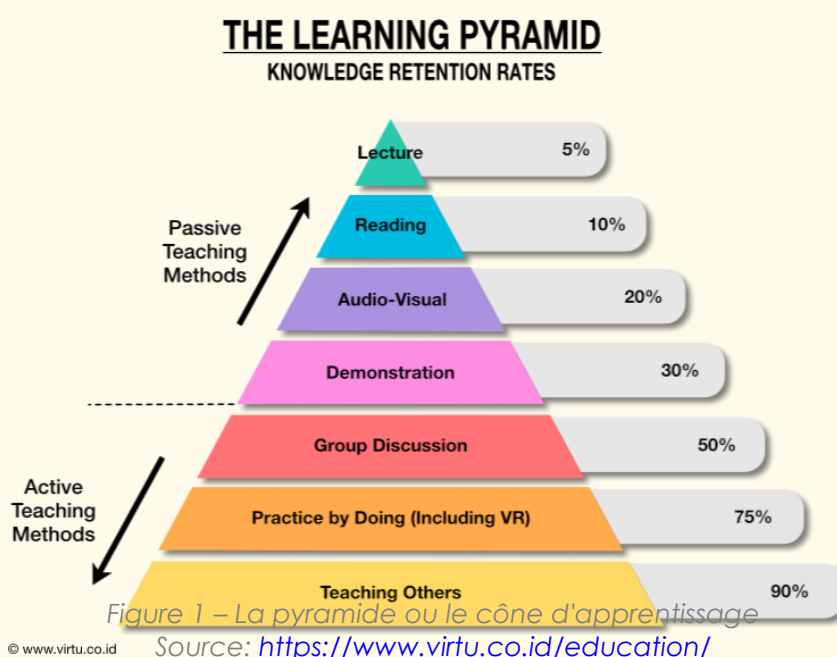 THE LEARNING PYRAMID
KNOWLEDGE RETENTION RATES
Lecture 5%
Passive
Teaching
Methods
Reading 10%
Audio-Visual 20%
Demonstration 30%
Group Discussion 50%
Active
Teaching
Methods
Practice by Doing (Including VR) 75%
Teaching Others 90%
Figure 1 – La pyramide ou le cône d'apprentissage
© www.virtu.co.id
Source: https://www.virtu.co.id/education/